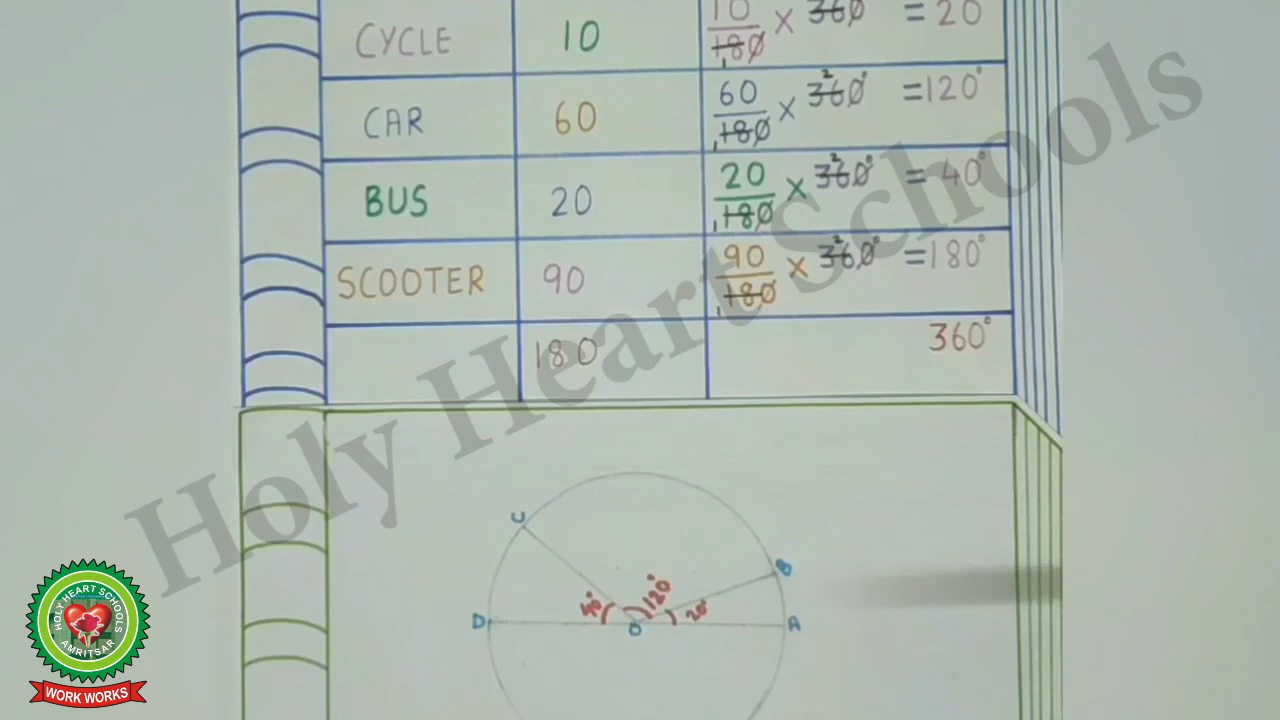 CYCLE 10 10/180 × 360 = 20
CAR 60 60/180 × 360° = 120°
BUS 20 20/180 × 360° = 40°
SCOOTER 90 90/180 × 360° = 180°
180 360°
C
B
40° 120° 20°
D O A
Holy Heart Schools
HOLY HEART SCHOOLS
AMRITSAR
WORK WORKS